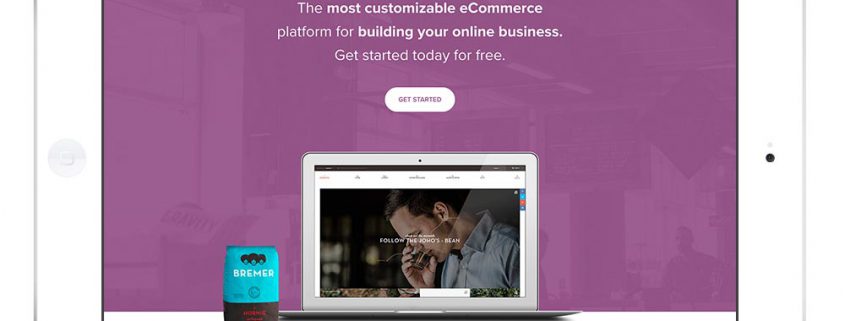 The most customizable eCommerce
platform for building your online business.
Get started today for free.
GET STARTED
FOLLOW THE JOHO'S - BEAN
BREMER
HORNIG